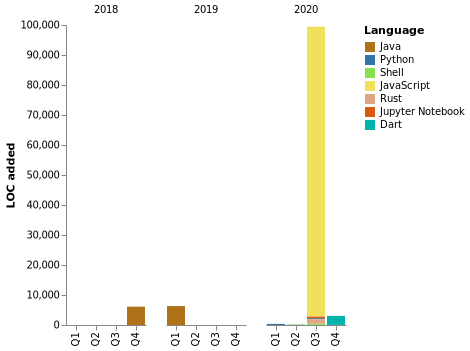 2018 2019 2020
Language
Java
Python
Shell
JavaScript
Rust
Jupyter Notebook
Dart
LOC added
100,000
90,000
80,000
70,000
60,000
50,000
40,000
30,000
20,000
10,000
0
Q1 Q2 Q3 Q4 Q1 Q2 Q3 Q4 Q1 Q2 Q3 Q4